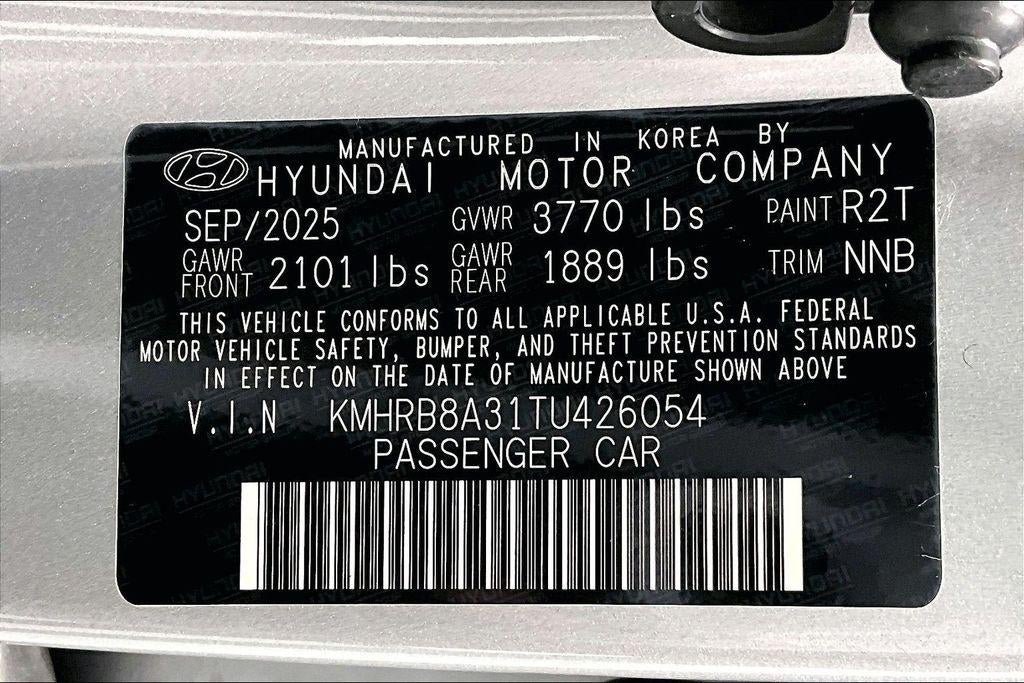 MANUFACTURED IN KOREA BY
HYUNDAI MOTOR COMPANY
SEP/2025 GVWR 3770 lbs PAINT R2T
GAWR FRONT 2101 lbs GAWR REAR 1889 lbs TRIM NNB
THIS VEHICLE CONFORMS TO ALL APPLICABLE U.S.A. FEDERAL
MOTOR VEHICLE SAFETY, BUMPER, AND THEFT PREVENTION STANDARDS
IN EFFECT ON THE DATE OF MANUFACTURE SHOWN ABOVE
V.I.N KMHRB8A31TU426054
PASSENGER CAR